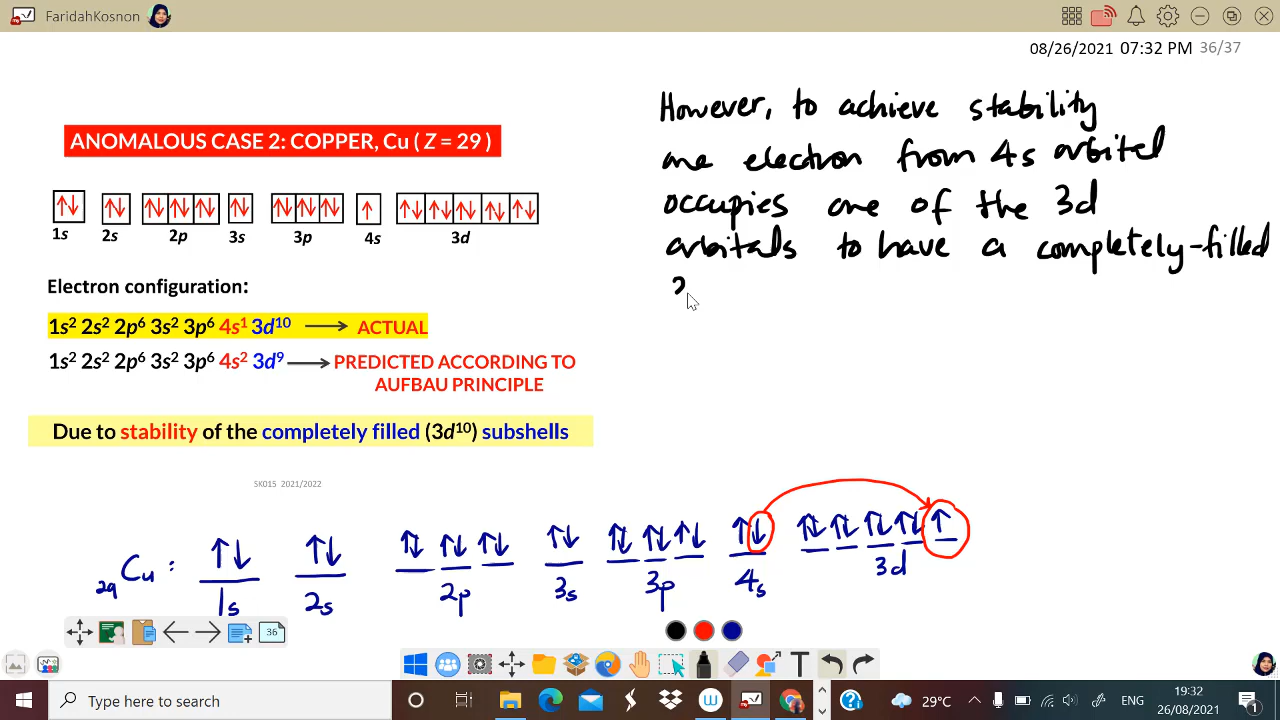 FaridahKosnon
08/26/2021 07:32 PM 36/37
ANOMALOUS CASE 2: COPPER, Cu ( Z = 29 )
1s 2s 2p 3s 3p 4s 3d
Electron configuration:
1s² 2s² 2p⁶ 3s² 3p⁶ 4s¹ 3d¹⁰ → ACTUAL
1s² 2s² 2p⁶ 3s² 3p⁶ 4s² 3d⁹ → PREDICTED ACCORDING TO
AUFBAU PRINCIPLE
Due to stability of the completely filled (3d¹⁰) subshells
SK015 2021/2022
However, to achieve stability
one electron from 4s orbital
occupies one of the 3d
orbitals to have a completely-filled
₂₉Cu : ↑↓ ↑↓ ↑↓ ↑↓ ↑↓ ↑↓ ↑↓ ↑↓ ↑↓ ↑↓ ↑↓ ↑↓ ↑↓ ↑↓ ↑
1s 2s 2p 3s 3p 4s 3d
36
Type here to search
29°C
ENG
19:32
26/08/2021
1